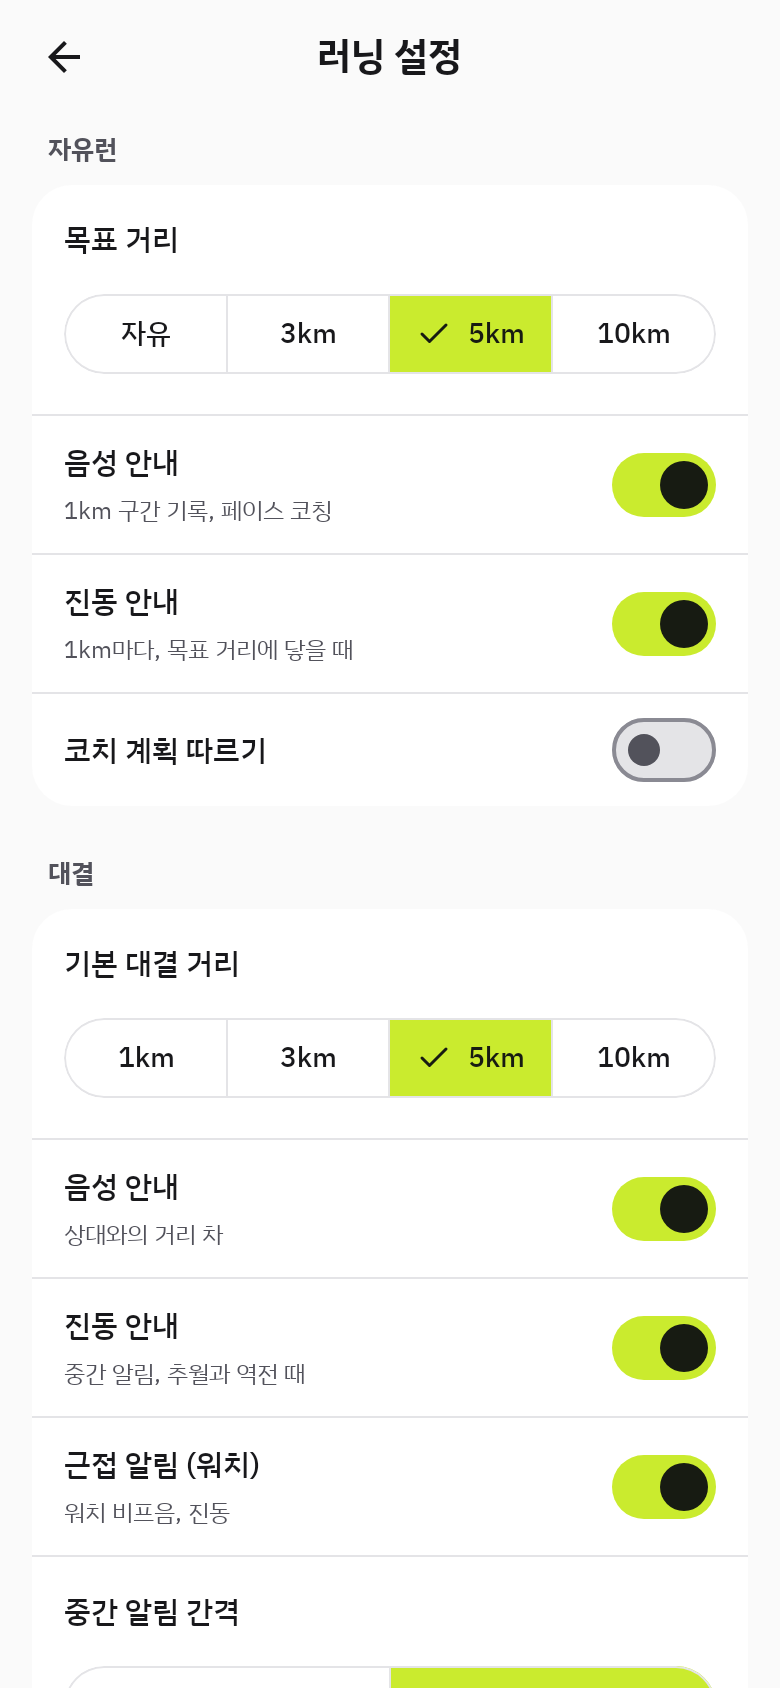 러닝 설정
자유런
목표 거리
자유 3km 5km 10km
음성 안내
1km 구간 기록, 페이스 코칭
진동 안내
1km마다, 목표 거리에 닿을 때
코치 계획 따르기
대결
기본 대결 거리
1km 3km 5km 10km
음성 안내
상대와의 거리 차
진동 안내
중간 알림, 추월과 역전 때
근접 알림 (워치)
워치 비프음, 진동
중간 알림 간격